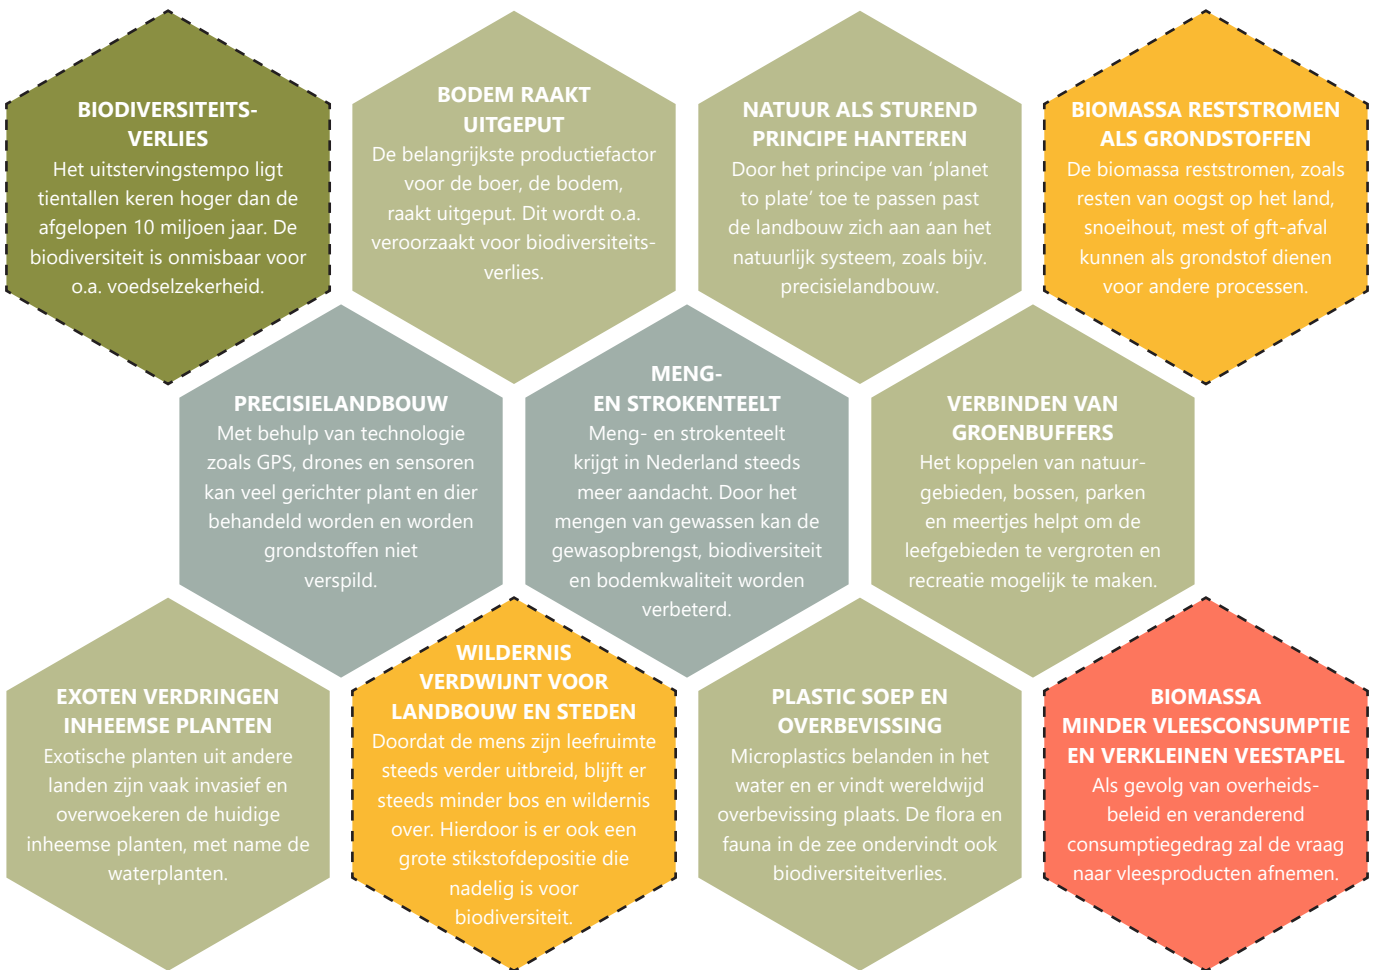 BIODIVERSITEITS-
VERLIES
Het uitstervingstempo ligt
tientallen keren hoger dan de
afgelopen 10 miljoen jaar. De
biodiversiteit is onmisbaar voor
o.a. voedselzekerheid.
BODEM RAAKT
UITGEPUT
De belangrijkste productiefactor
voor de boer, de bodem,
raakt uitgeput. Dit wordt o.a.
veroorzaakt voor biodiversiteits-
verlies.
NATUUR ALS STUREND
PRINCIPE HANTEREN
Door het principe van ‘planet
to plate’ toe te passen past
de landbouw zich aan aan het
natuurlijk systeem, zoals bijv.
precisielandbouw.
BIOMASSA RESTSTROMEN
ALS GRONDSTOFFEN
De biomassa reststromen, zoals
resten van oogst op het land,
snoeihout, mest of gft-afval
kunnen als grondstof dienen
voor andere processen.
PRECISIELANDBOUW
Met behulp van technologie
zoals GPS, drones en sensoren
kan veel gerichter plant en dier
behandeld worden en worden
grondstoffen niet
verspild.
MENG-
EN STROKENTEELT
Meng- en strokenteelt
krijgt in Nederland steeds
meer aandacht. Door het
mengen van gewassen kan de
gewasopbrengst, biodiversiteit
en bodemkwaliteit worden
verbeterd.
VERBINDEN VAN
GROENBUFFERS
Het koppelen van natuur-
gebieden, bossen, parken
en meertjes helpt om de
leefgebieden te vergroten en
recreatie mogelijk te maken.
EXOTEN VERDRINGEN
INHEEMSE PLANTEN
Exotische planten uit andere
landen zijn vaak invasief en
overwoekeren de huidige
inheemse planten, met name de
waterplanten.
WILDERNIS
VERDWIJNT VOOR
LANDBOUW EN STEDEN
Doordat de mens zijn leefruimte
steeds verder uitbreid, blijft er
steeds minder bos en wildernis
over. Hierdoor is er ook een
grote stikstofdepositie die
nadelig is voor
biodiversiteit.
PLASTIC SOEP EN
OVERBEVISSING
Microplastics belanden in het
water en er vindt wereldwijd
overbevissing plaats. De flora en
fauna in de zee ondervindt ook
biodiversiteitverlies.
BIOMASSA
MINDER VLEESCONSUMPTIE
EN VERKLEINEN VEESTAPEL
Als gevolg van overheids-
beleid en veranderend
consumptiegedrag zal de vraag
naar vleesproducten afnemen.